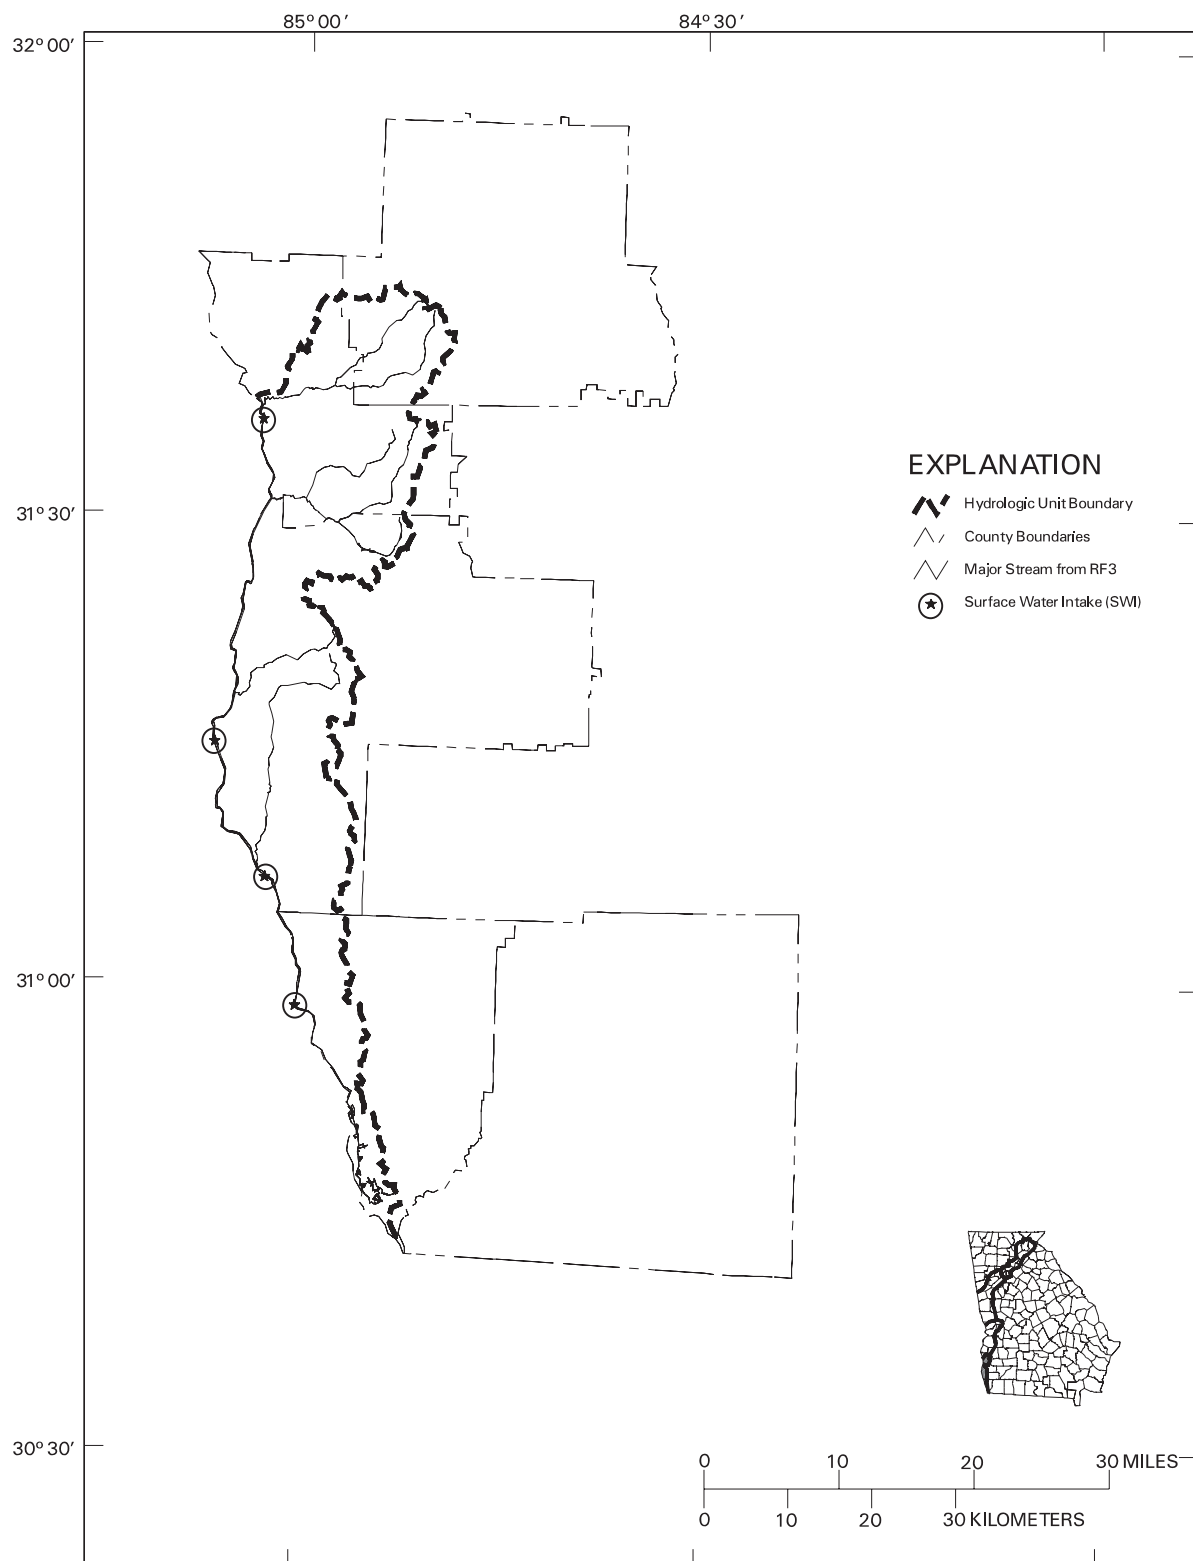 85° 00′ 84° 30′
32° 00′
EXPLANATION
Hydrologic Unit Boundary
31° 30′
County Boundaries
Major Stream from RF3
Surface Water Intake (SWI)
31° 00′
30° 30′
0 10 20 30 MILES
0 10 20 30 KILOMETERS